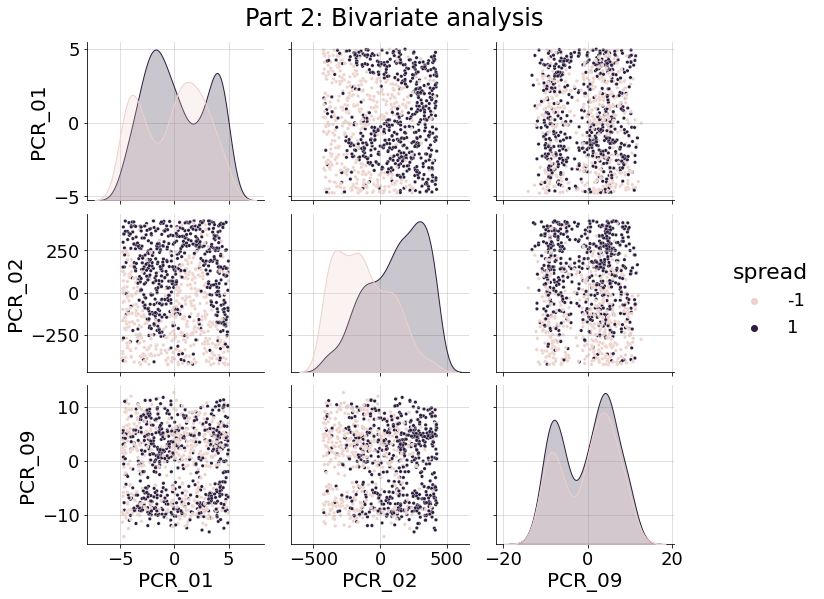 Part 2: Bivariate analysis
PCR_01
5
0
−5
PCR_02
250
0
−250
spread
-1
1
PCR_09
10
0
−10
−5 0 5
−500 0 500
−20 0 20
PCR_01 PCR_02 PCR_09